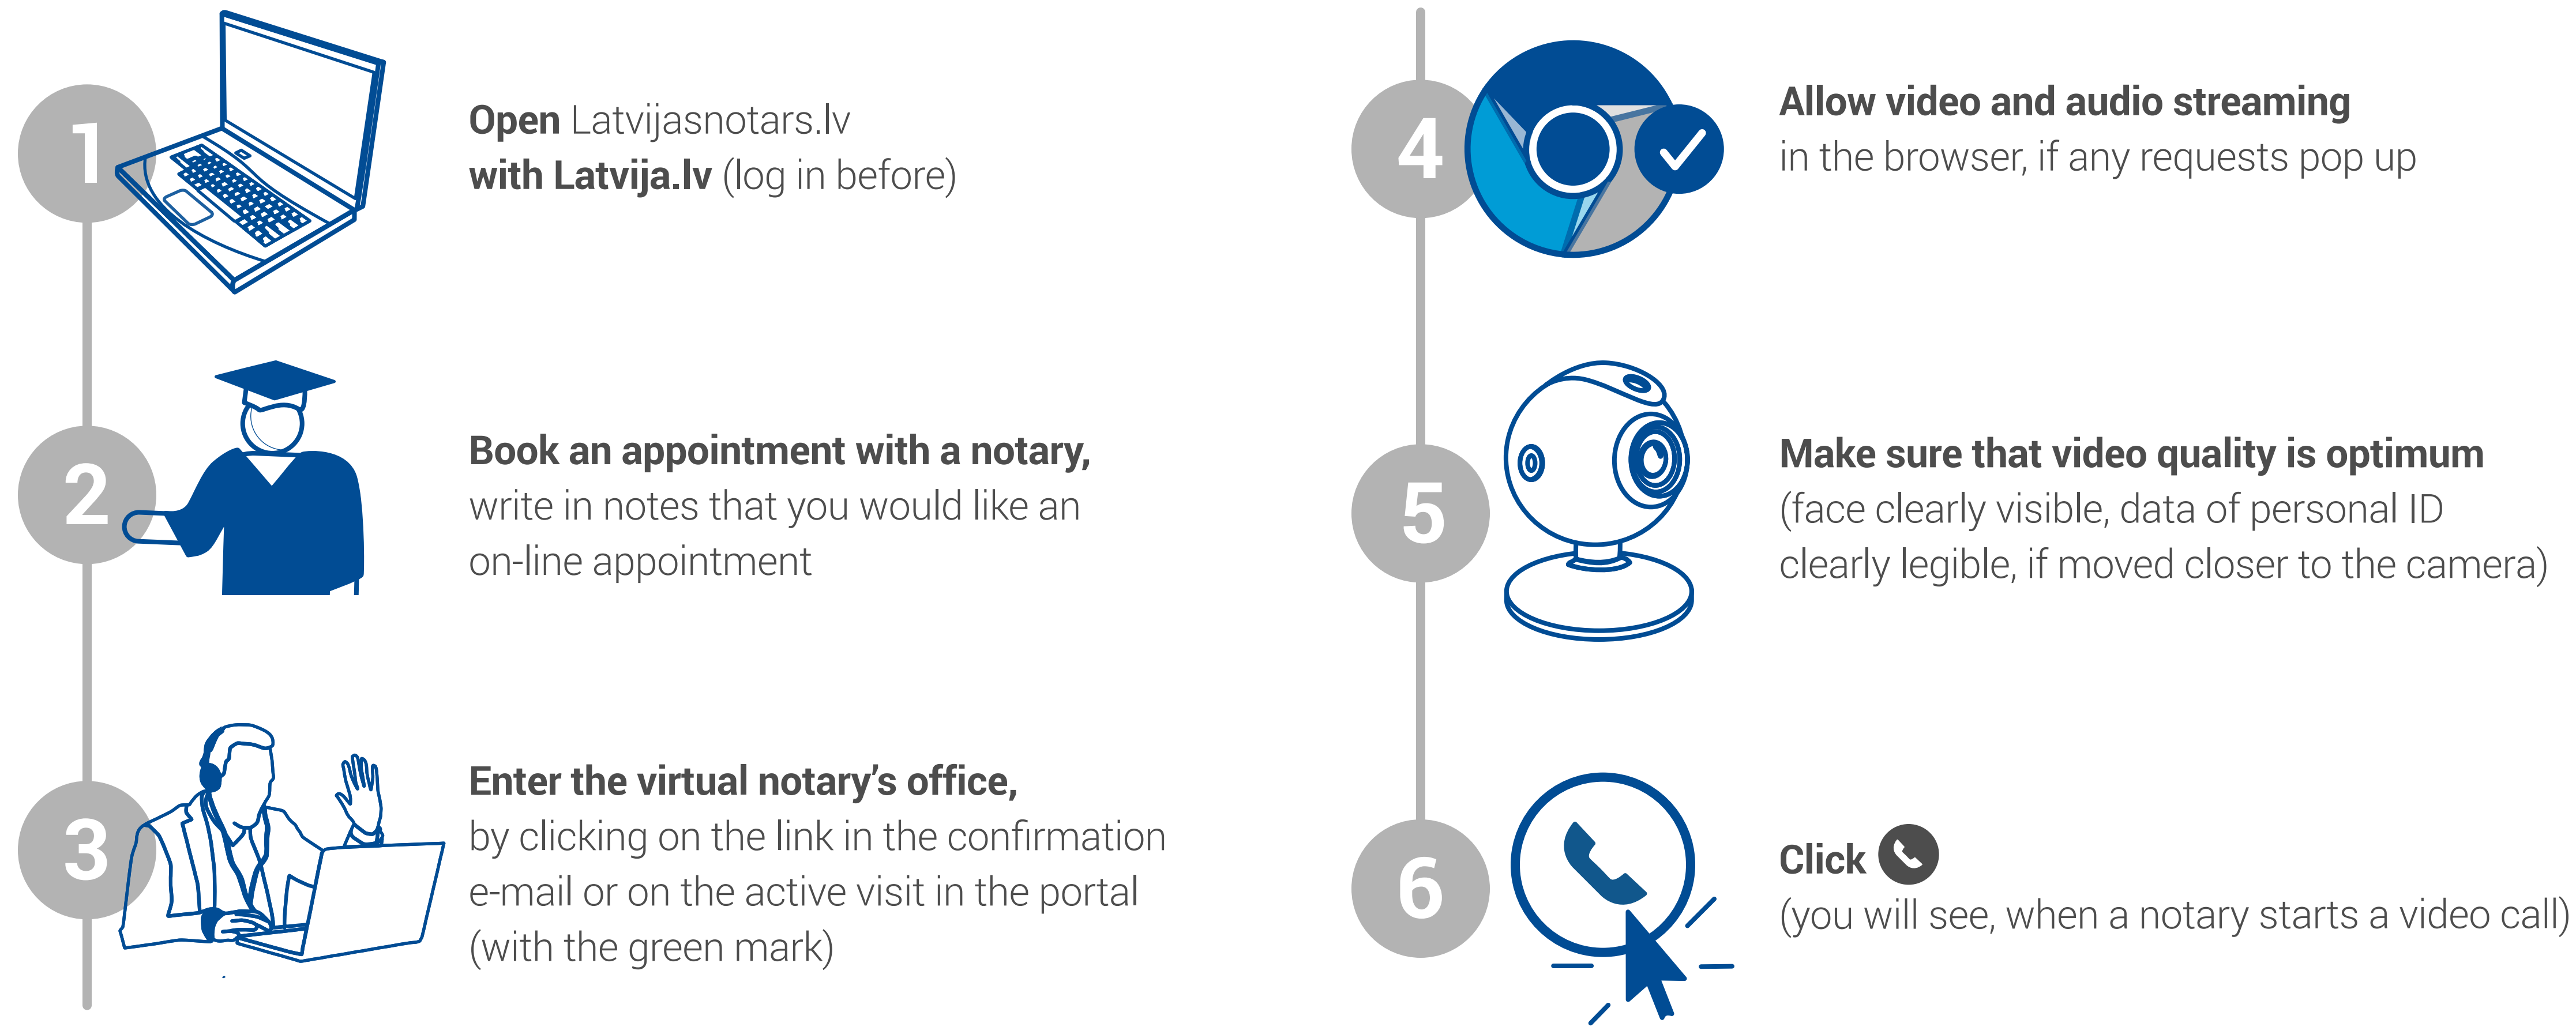 1
Open Latvijasnotars.lv
with Latvija.lv (log in before)
2
Book an appointment with a notary,
write in notes that you would like an
on-line appointment
3
Enter the virtual notary's office,
by clicking on the link in the confirmation
e-mail or on the active visit in the portal
(with the green mark)
4
Allow video and audio streaming
in the browser, if any requests pop up
5
Make sure that video quality is optimum
(face clearly visible, data of personal ID
clearly legible, if moved closer to the camera)
6
Click
(you will see, when a notary starts a video call)